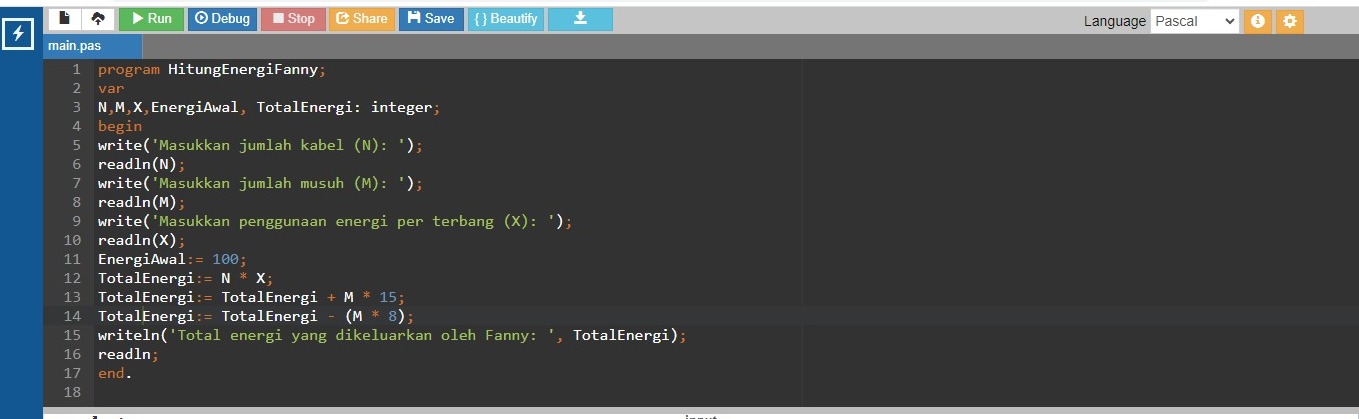 Run Debug Stop Share Save { } Beautify Language Pascal
main.pas
1 program HitungEnergiFanny;
2 var
3 N,M,X,EnergiAwal, TotalEnergi: integer;
4 begin
5 write('Masukkan jumlah kabel (N): ');
6 readln(N);
7 write('Masukkan jumlah musuh (M): ');
8 readln(M);
9 write('Masukkan penggunaan energi per terbang (X): ');
10 readln(X);
11 EnergiAwal:= 100;
12 TotalEnergi:= N * X;
13 TotalEnergi:= TotalEnergi + M * 15;
14 TotalEnergi:= TotalEnergi - (M * 8);
15 writeln('Total energi yang dikeluarkan oleh Fanny: ', TotalEnergi);
16 readln;
17 end.
18